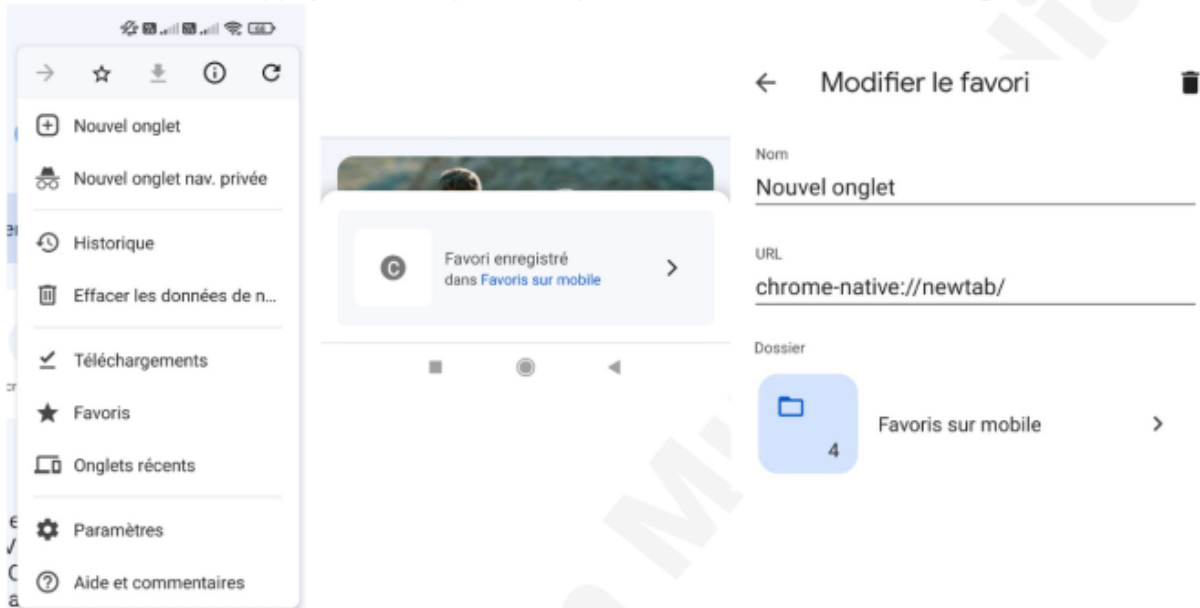 Nouvel onglet
Nouvel onglet nav. privée
Historique
Effacer les données de n...
Téléchargements
Favoris
Onglets récents
Paramètres
Aide et commentaires
Favori enregistré
dans Favoris sur mobile
Modifier le favori
Nom
Nouvel onglet
URL
chrome-native://newtab/
Dossier
4
Favoris sur mobile